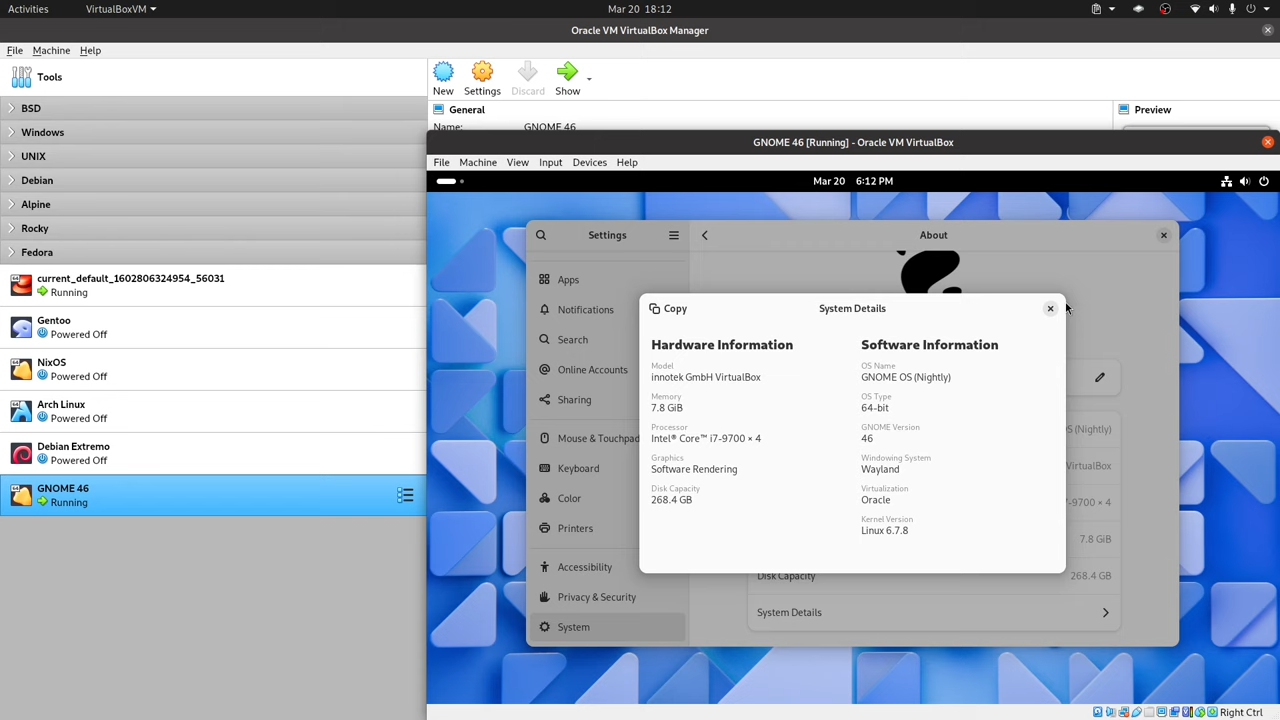 Activities VirtualBoxVM Mar 20 18:12
Oracle VM VirtualBox Manager
File Machine Help
Tools
New Settings Discard Show
BSD
Windows
UNIX
Debian
Alpine
Rocky
Fedora
current_default_1602806324954_56031
Running
Gentoo
Powered Off
NixOS
Powered Off
Arch Linux
Powered Off
Debian Extremo
Powered Off
GNOME 46
Running
General
Preview
Name: GNOME 46
GNOME 46 [Running] - Oracle VM VirtualBox
File Machine View Input Devices Help
Mar 20 6:12 PM
Settings
About
Apps
Notifications
Search
Online Accounts
Sharing
Mouse & Touchpad
Keyboard
Color
Printers
Accessibility
Privacy & Security
System
Copy
System Details
Hardware Information
Model
innotek GmbH VirtualBox
Memory
7.8 GiB
Processor
Intel® Core™ i7-9700 × 4
Graphics
Software Rendering
Disk Capacity
268.4 GB
Software Information
OS Name
GNOME OS (Nightly)
OS Type
64-bit
GNOME Version
46
Windowing System
Wayland
Virtualization
Oracle
Kernel Version
Linux 6.7.8
OS (Nightly)
VirtualBox
7-9700 × 4
7.8 GiB
Disk Capacity 268.4 GB
System Details
Right Ctrl